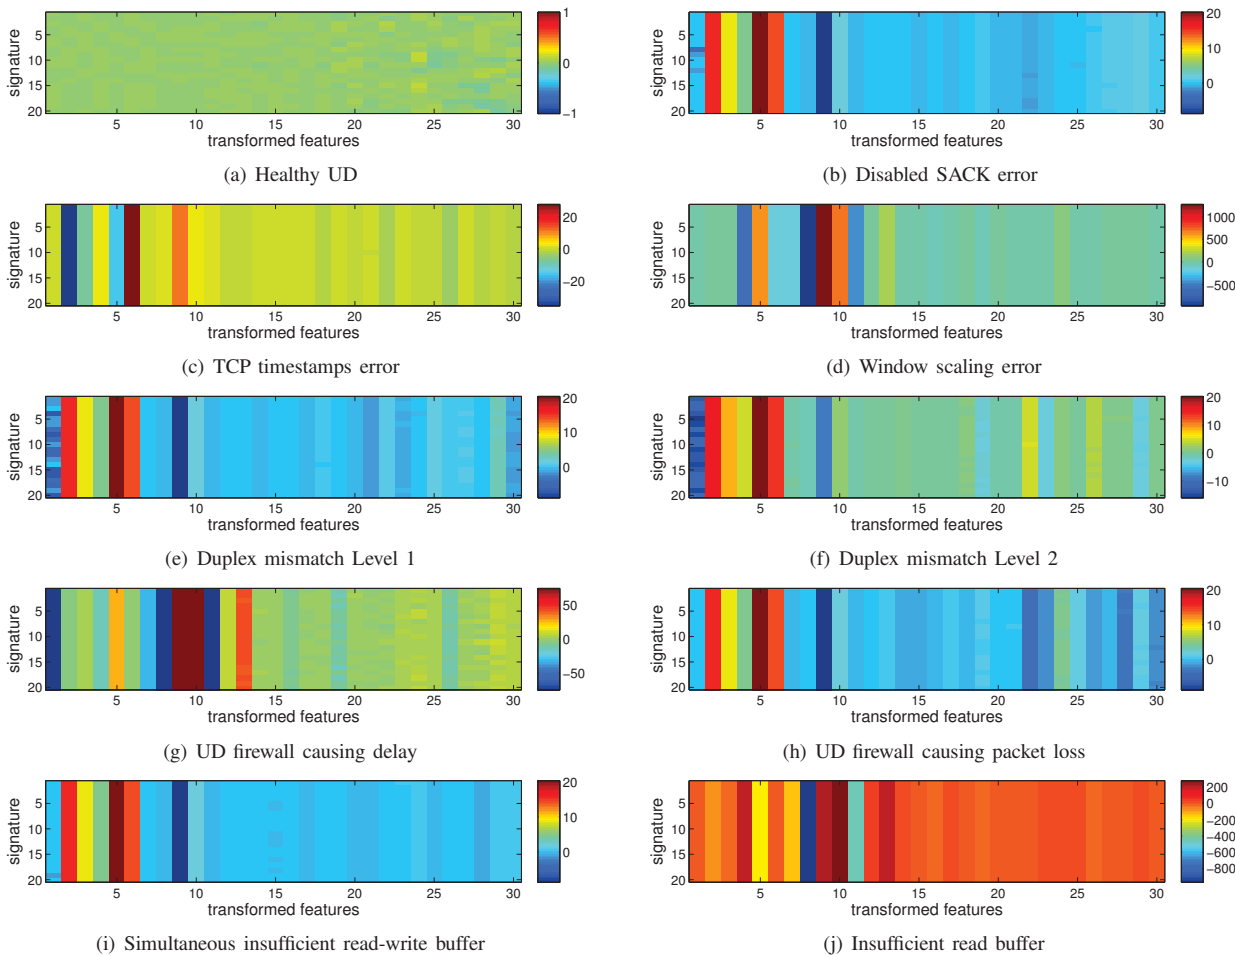 signature
5
10
15
20
5 10 15 20 25 30
transformed features
1
0
−1
(a) Healthy UD
signature
5
10
15
20
5 10 15 20 25 30
transformed features
20
10
0
(b) Disabled SACK error
signature
5
10
15
20
5 10 15 20 25 30
transformed features
20
0
−20
(c) TCP timestamps error
signature
5
10
15
20
5 10 15 20 25 30
transformed features
1000
500
0
−500
(d) Window scaling error
signature
5
10
15
20
5 10 15 20 25 30
transformed features
20
10
0
(e) Duplex mismatch Level 1
signature
5
10
15
20
5 10 15 20 25 30
transformed features
20
10
0
−10
(f) Duplex mismatch Level 2
signature
5
10
15
20
5 10 15 20 25 30
transformed features
50
0
−50
(g) UD firewall causing delay
signature
5
10
15
20
5 10 15 20 25 30
transformed features
20
10
0
(h) UD firewall causing packet loss
signature
5
10
15
20
5 10 15 20 25 30
transformed features
20
10
0
(i) Simultaneous insufficient read-write buffer
signature
5
10
15
20
5 10 15 20 25 30
transformed features
200
0
−200
−400
−600
−800
(j) Insufficient read buffer